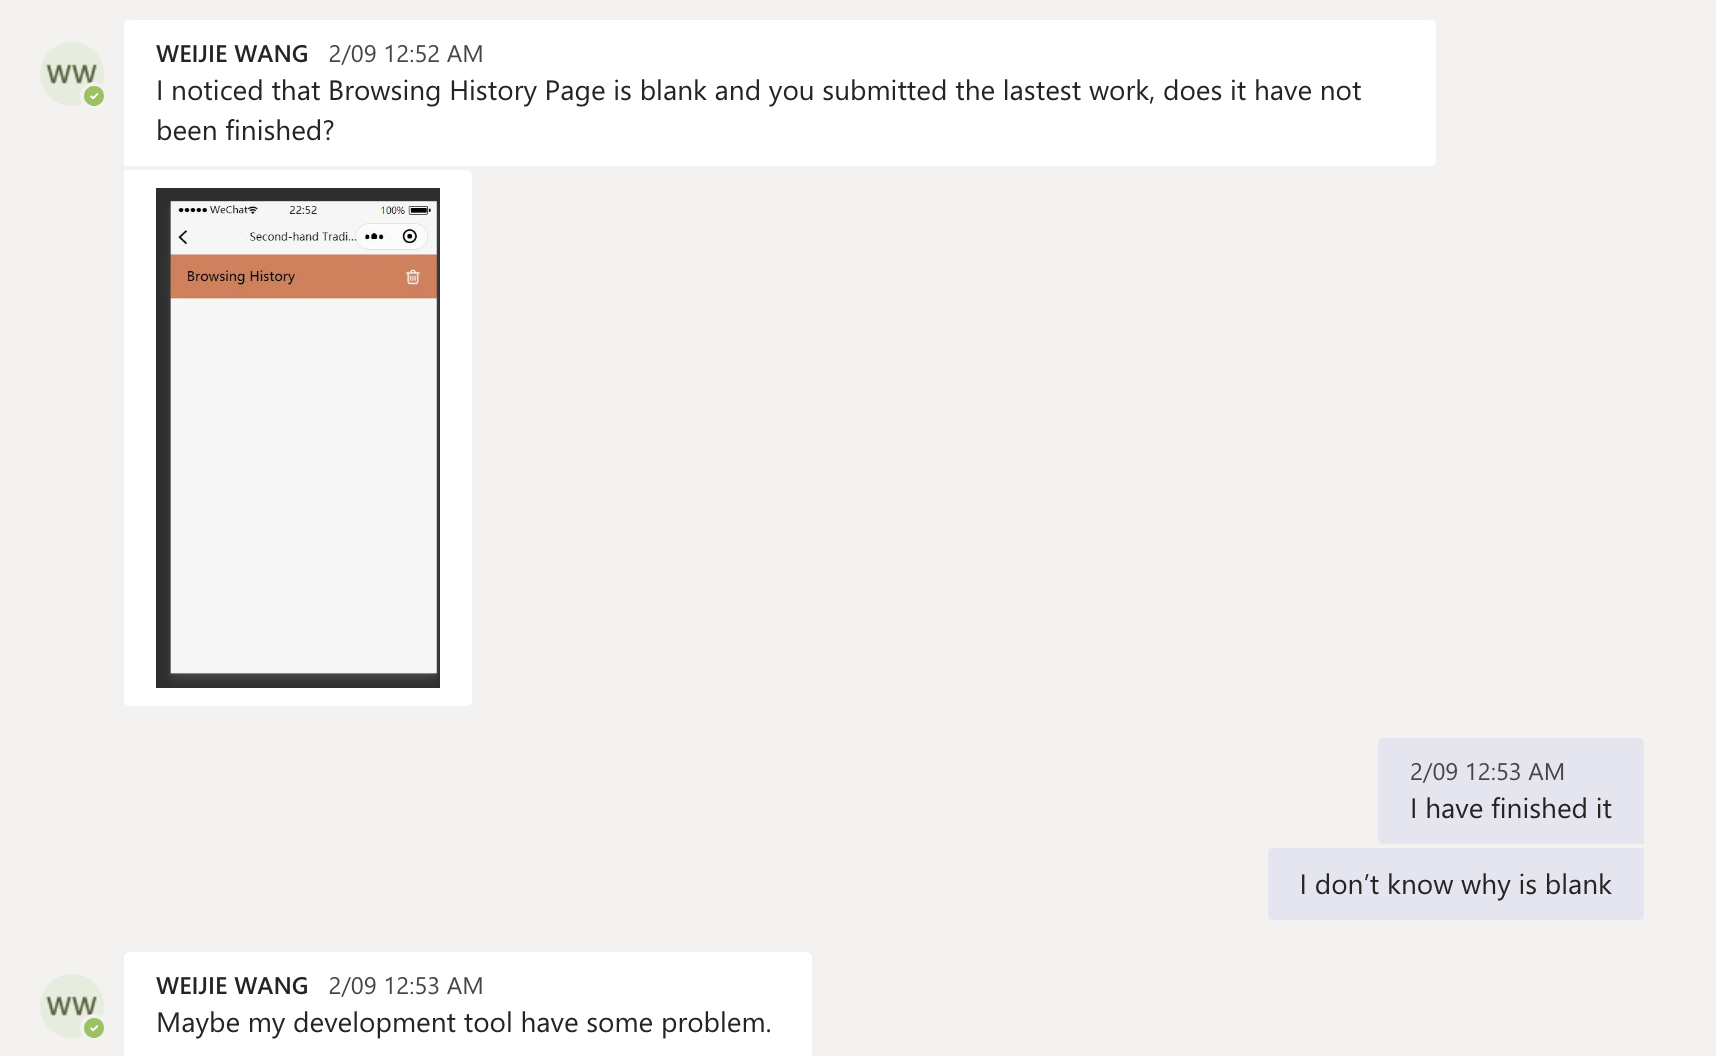 WW
WEIJIE WANG 2/09 12:52 AM
I noticed that Browsing History Page is blank and you submitted the lastest work, does it have not
been finished?
WeChat 22:52 100%
Second-hand Tradi...
Browsing History
2/09 12:53 AM
I have finished it
I don't know why is blank
WW
WEIJIE WANG 2/09 12:53 AM
Maybe my development tool have some problem.